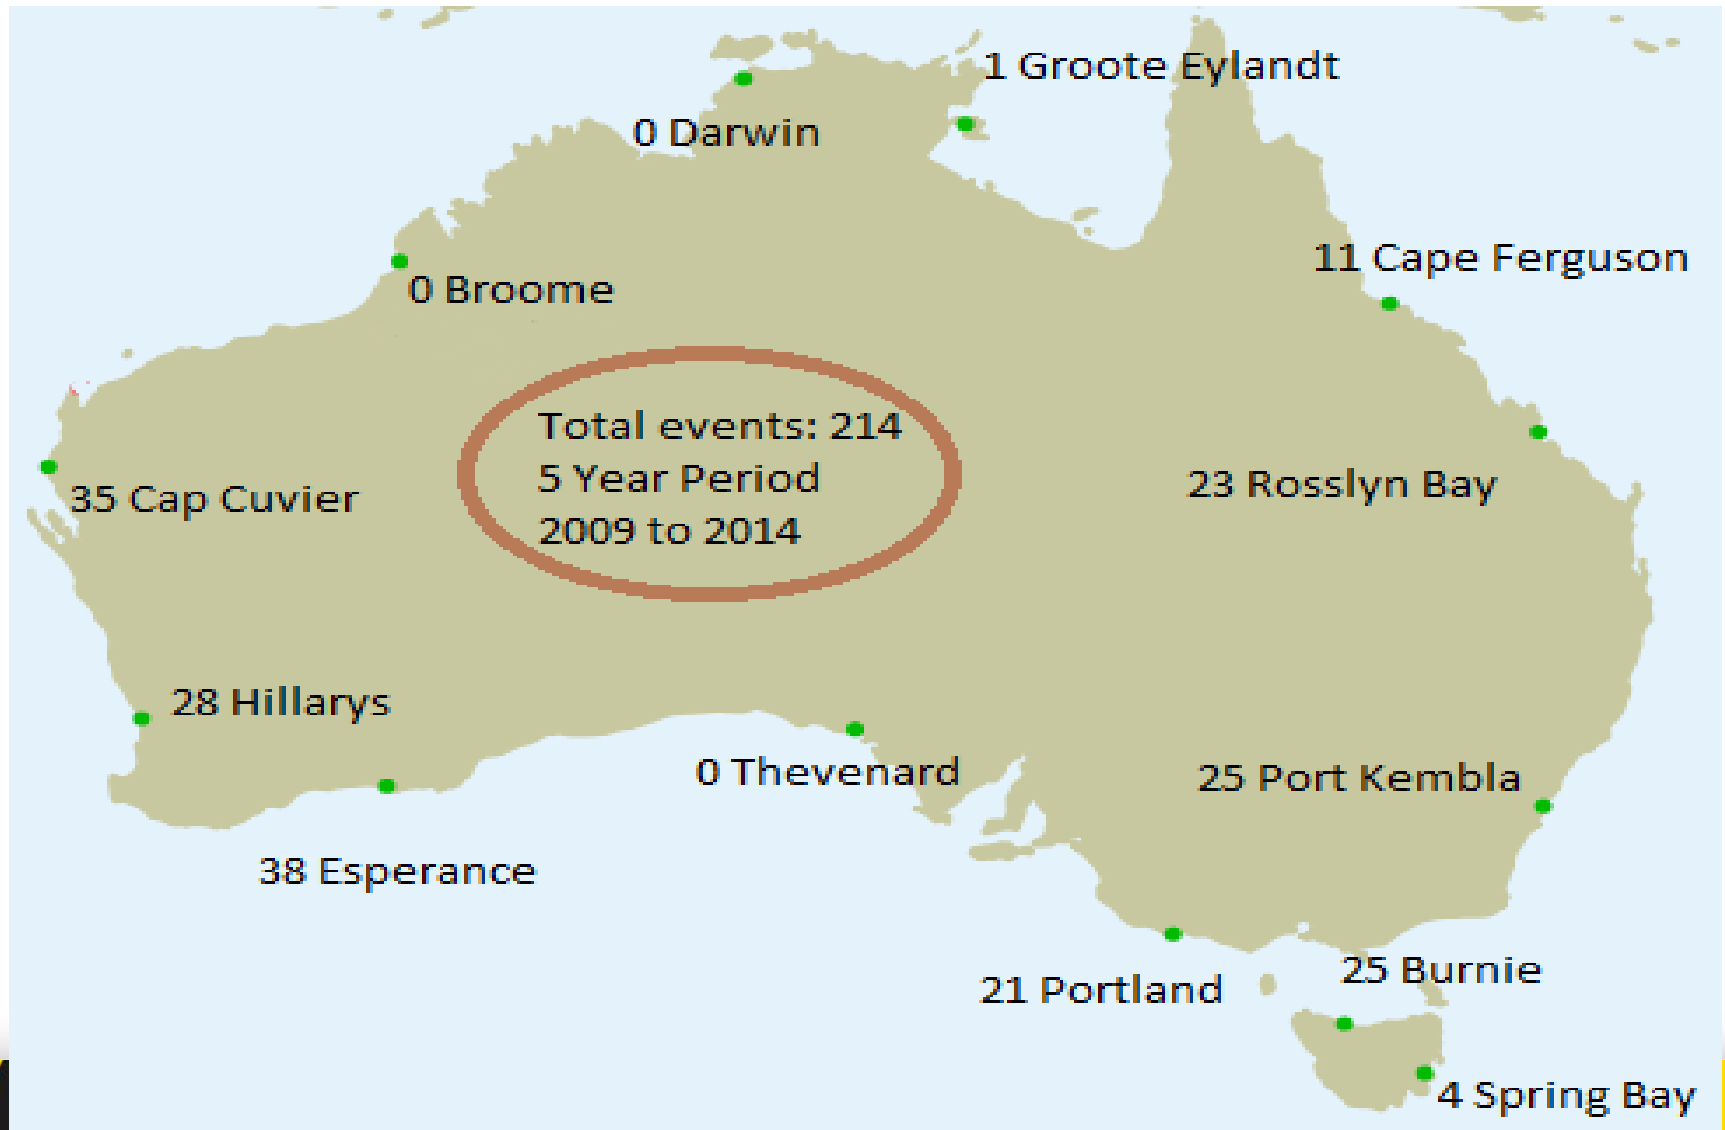 1 Groote Eylandt
0 Darwin
11 Cape Ferguson
0 Broome
Total events: 214
5 Year Period
2009 to 2014
35 Cap Cuvier
23 Rosslyn Bay
28 Hillarys
0 Thevenard
25 Port Kembla
38 Esperance
25 Burnie
21 Portland
4 Spring Bay